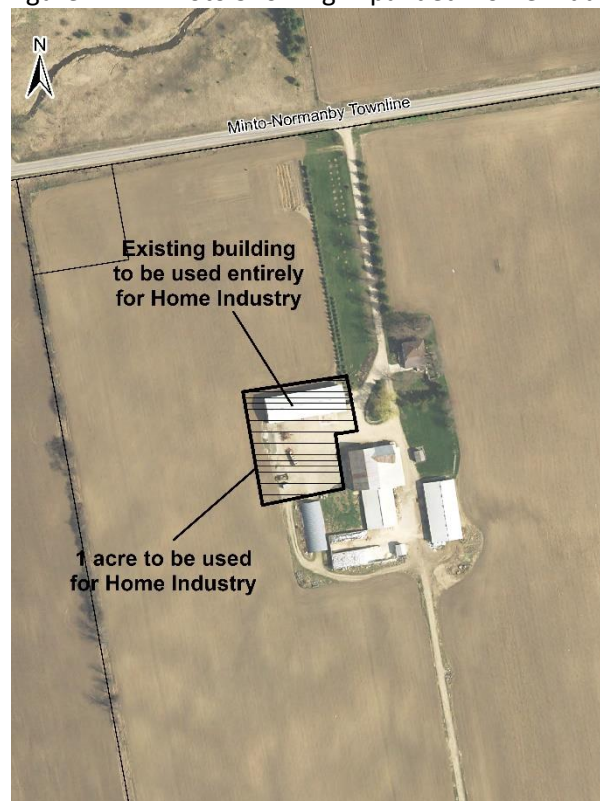 N
Minto-Normanby Townline
Existing building
to be used entirely
for Home Industry
1 acre to be used
for Home Industry